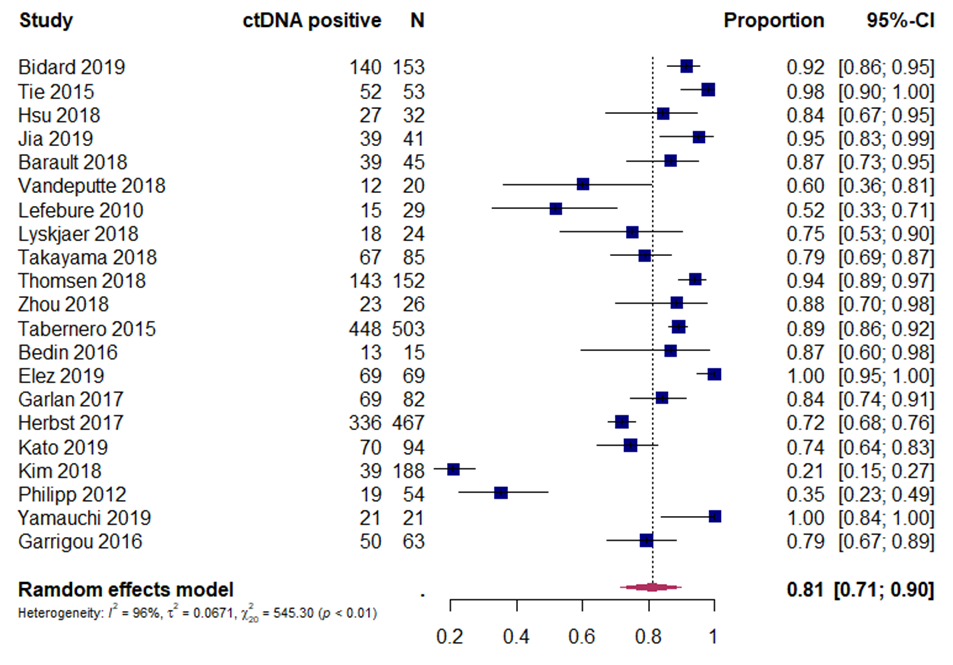 Study ctDNA positive N Proportion 95%-CI
Bidard 2019 140 153 0.92 [0.86; 0.95]
Tie 2015 52 53 0.98 [0.90; 1.00]
Hsu 2018 27 32 0.84 [0.67; 0.95]
Jia 2019 39 41 0.95 [0.83; 0.99]
Barault 2018 39 45 0.87 [0.73; 0.95]
Vandeputte 2018 12 20 0.60 [0.36; 0.81]
Lefebure 2010 15 29 0.52 [0.33; 0.71]
Lyskjaer 2018 18 24 0.75 [0.53; 0.90]
Takayama 2018 67 85 0.79 [0.69; 0.87]
Thomsen 2018 143 152 0.94 [0.89; 0.97]
Zhou 2018 23 26 0.88 [0.70; 0.98]
Tabernero 2015 448 503 0.89 [0.86; 0.92]
Bedin 2016 13 15 0.87 [0.60; 0.98]
Elez 2019 69 69 1.00 [0.95; 1.00]
Garlan 2017 69 82 0.84 [0.74; 0.91]
Herbst 2017 336 467 0.72 [0.68; 0.76]
Kato 2019 70 94 0.74 [0.64; 0.83]
Kim 2018 39 188 0.21 [0.15; 0.27]
Philipp 2012 19 54 0.35 [0.23; 0.49]
Yamauchi 2019 21 21 1.00 [0.84; 1.00]
Garrigou 2016 50 63 0.79 [0.67; 0.89]
Ramdom effects model . 0.81 [0.71; 0.90]
Heterogeneity: I² = 96%, τ² = 0.0671, χ²₂₀ = 545.30 (p < 0.01)
0.2 0.4 0.6 0.8 1